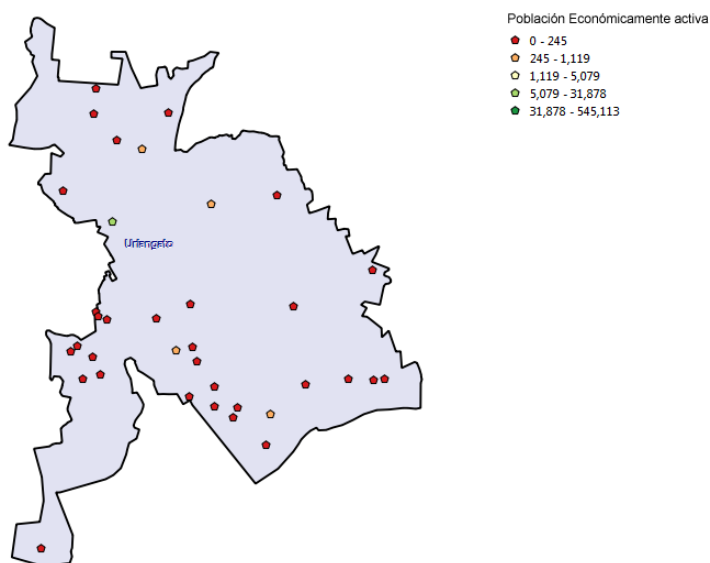 Población Económicamente activa
0 - 245
245 - 1,119
1,119 - 5,079
5,079 - 31,878
31,878 - 545,113
Uriangato